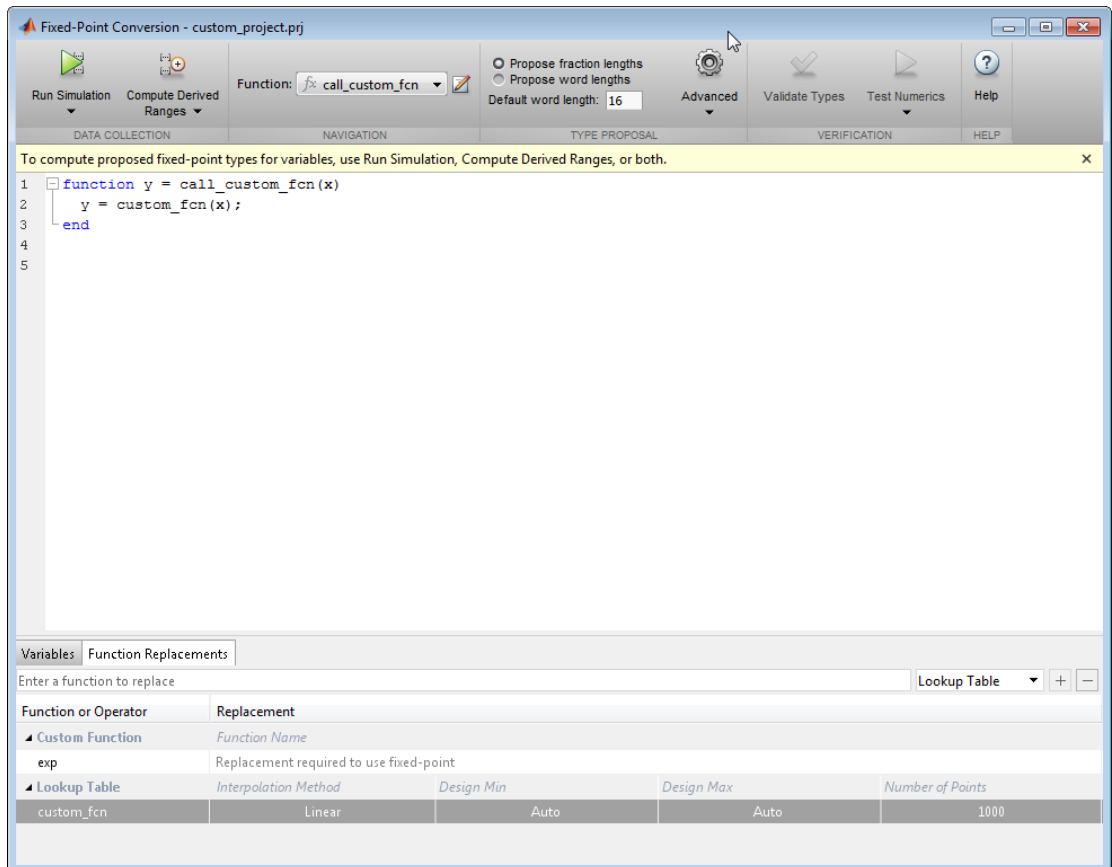 Fixed-Point Conversion - custom_project.prj
Run Simulation
Compute Derived Ranges
Function: fx call_custom_fcn
Propose fraction lengths
Propose word lengths
Default word length: 16
Advanced
Validate Types
Test Numerics
? Help
DATA COLLECTION NAVIGATION TYPE PROPOSAL VERIFICATION HELP
To compute proposed fixed-point types for variables, use Run Simulation, Compute Derived Ranges, or both.
1 function y = call_custom_fcn(x)
2 y = custom_fcn(x);
3 end
4
5
Variables Function Replacements
Enter a function to replace Lookup Table + −
Function or Operator Replacement
Custom Function Function Name
exp Replacement required to use fixed-point
Lookup Table Interpolation Method Design Min Design Max Number of Points
custom_fcn Linear Auto Auto 1000